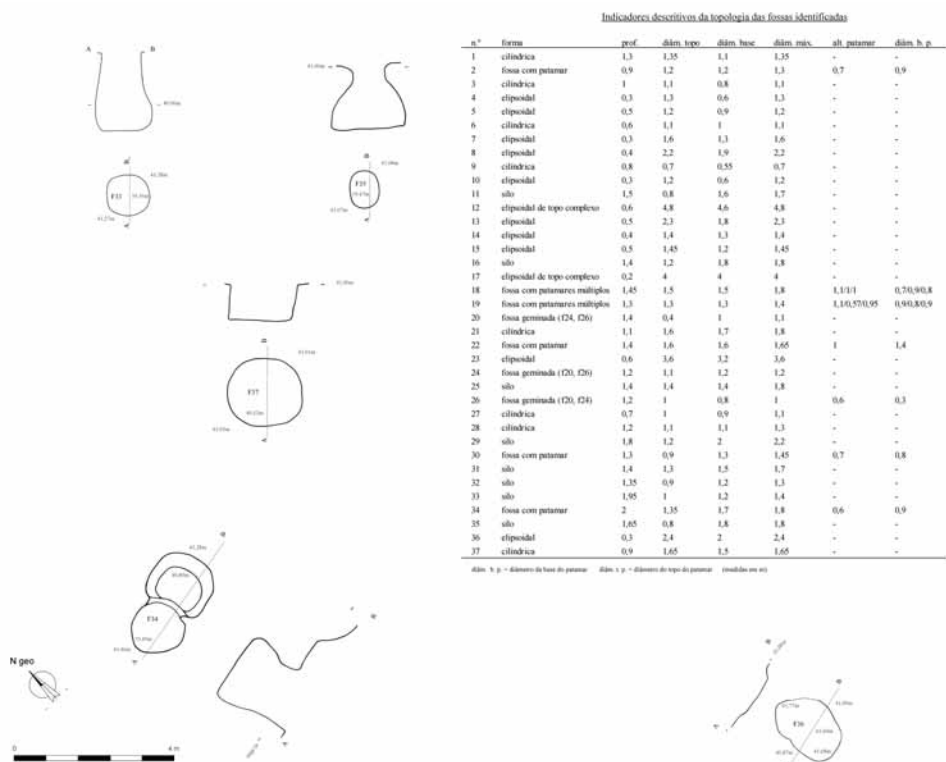 Indicadores descritivos da topologia das fossas identificadas
n.º forma prof. diâm. topo diâm. base diâm. máx. alt. patamar diâm. b. p.
1 cilíndrica 1,3 1,35 1,1 1,35 - -
2 fossa com patamar 0,9 1,2 1,2 1,3 0,7 0,9
3 cilíndrica 1 1,1 0,8 1,1 - -
4 elipsoidal 0,3 1,3 0,6 1,3 - -
5 elipsoidal 0,5 1,2 0,9 1,2 - -
6 cilíndrica 0,6 1,1 1 1,1 - -
7 elipsoidal 0,3 1,6 1,3 1,6 - -
8 elipsoidal 0,4 2,2 1,9 2,2 - -
9 cilíndrica 0,8 0,7 0,55 0,7 - -
10 elipsoidal 0,3 1,2 0,6 1,2 - -
11 silo 1,5 0,8 1,6 1,7 - -
12 elipsoidal de topo complexo 0,6 4,8 4,6 4,8 - -
13 elipsoidal 0,5 2,3 1,8 2,3 - -
14 elipsoidal 0,4 1,4 1,3 1,4 - -
15 elipsoidal 0,5 1,45 1,2 1,45 - -
16 silo 1,4 1,2 1,8 1,8 - -
17 elipsoidal de topo complexo 0,2 4 4 4 - -
18 fossa com patamares múltiplos 1,45 1,5 1,5 1,8 1,1/1/1 0,7/0,9/0,8
19 fossa com patamares múltiplos 1,3 1,3 1,3 1,4 1,1/0,57/0,95 0,9/0,8/0,9
20 fossa geminada (f24, f26) 1,4 0,4 1 1,1 - -
21 cilíndrica 1,1 1,6 1,7 1,8 - -
22 fossa com patamar 1,4 1,6 1,6 1,65 1 1,4
23 elipsoidal 0,6 3,6 3,2 3,6 - -
24 fossa geminada (f20, f26) 1,2 1,1 1,2 1,2 - -
25 silo 1,4 1,4 1,4 1,8 - -
26 fossa geminada (f20, f24) 1,2 1 0,8 1 0,6 0,3
27 cilíndrica 0,7 1 0,9 1,1 - -
28 cilíndrica 1,2 1,1 1,1 1,3 - -
29 silo 1,8 1,2 2 2,2 - -
30 fossa com patamar 1,3 0,9 1,3 1,45 0,7 0,8
31 silo 1,4 1,3 1,5 1,7 - -
32 silo 1,35 0,9 1,2 1,3 - -
33 silo 1,95 1 1,2 1,4 - -
34 fossa com patamar 2 1,35 1,7 1,8 0,6 0,9
35 silo 1,65 0,8 1,8 1,8 - -
36 elipsoidal 0,3 2,4 2 2,4 - -
37 cilíndrica 0,9 1,65 1,5 1,65 - -
diâm. b. p. = diâmetro da base do patamar diâm. t. p. = diâmetro do topo do patamar (medidas em m)
A B
F33
F35
F37
F34
F36
N geo
0 4 m